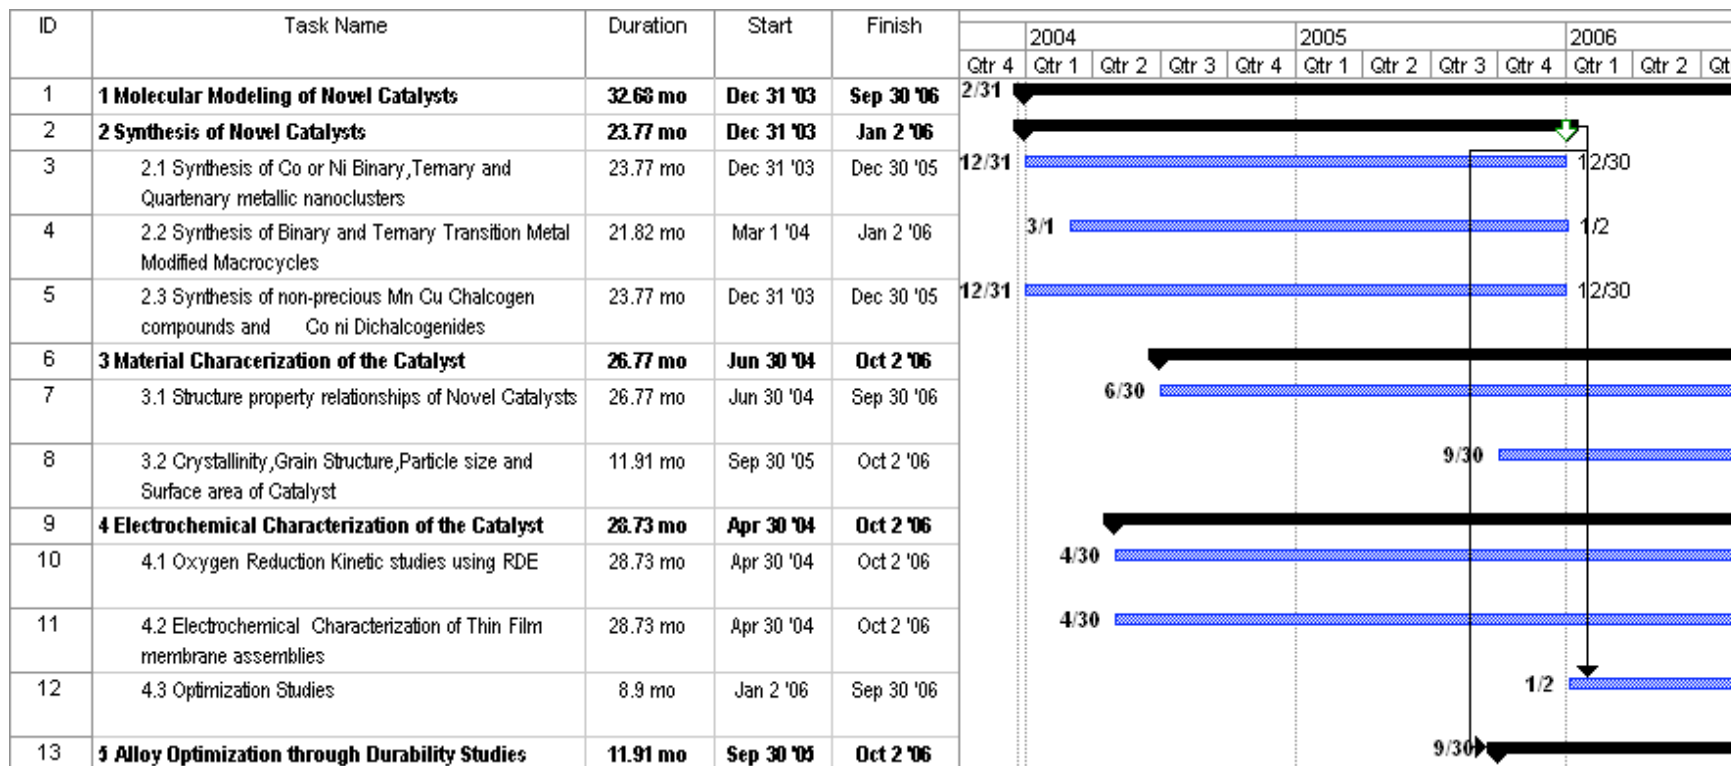 ID Task Name Duration Start Finish
2004 2005 2006
Qtr 4 Qtr 1 Qtr 2 Qtr 3 Qtr 4 Qtr 1 Qtr 2 Qtr 3 Qtr 4 Qtr 1 Qtr 2 Qt
1 1 Molecular Modeling of Novel Catalysts 32.68 mo Dec 31 '03 Sep 30 '06 2/31
2 2 Synthesis of Novel Catalysts 23.77 mo Dec 31 '03 Jan 2 '06
3 2.1 Synthesis of Co or Ni Binary,Ternary and 23.77 mo Dec 31 '03 Dec 30 '05 12/31 12/30
Quartenary metallic nanoclusters
4 2.2 Synthesis of Binary and Ternary Transition Metal 21.82 mo Mar 1 '04 Jan 2 '06 3/1 1/2
Modified Macrocycles
5 2.3 Synthesis of non-precious Mn Cu Chalcogen 23.77 mo Dec 31 '03 Dec 30 '05 12/31 12/30
compounds and Co ni Dichalcogenides
6 3 Material Characerization of the Catalyst 26.77 mo Jun 30 '04 Oct 2 '06
7 3.1 Structure property relationships of Novel Catalysts 26.77 mo Jun 30 '04 Sep 30 '06 6/30
8 3.2 Crystallinity,Grain Structure,Particle size and 11.91 mo Sep 30 '05 Oct 2 '06 9/30
Surface area of Catalyst
9 4 Electrochemical Characterization of the Catalyst 28.73 mo Apr 30 '04 Oct 2 '06
10 4.1 Oxygen Reduction Kinetic studies using RDE 28.73 mo Apr 30 '04 Oct 2 '06 4/30
11 4.2 Electrochemical Characterization of Thin Film 28.73 mo Apr 30 '04 Oct 2 '06 4/30
membrane assemblies
12 4.3 Optimization Studies 8.9 mo Jan 2 '06 Sep 30 '06 1/2
13 5 Alloy Optimization through Durability Studies 11.91 mo Sep 30 '05 Oct 2 '06 9/30